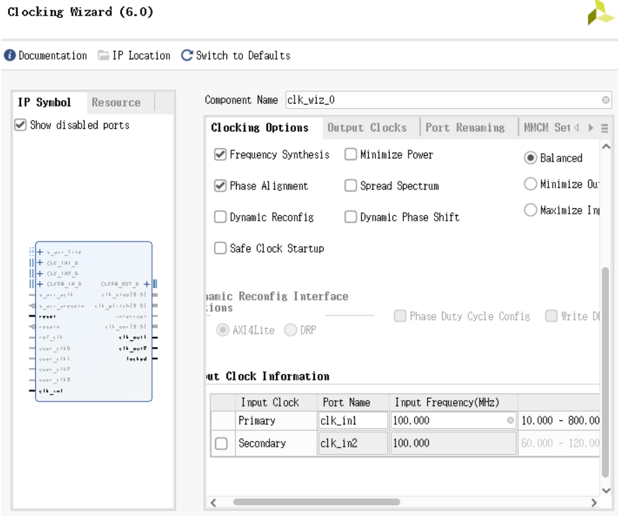 Clocking Wizard (6.0)
Documentation IP Location Switch to Defaults
IP Symbol Resource
Show disabled ports
s_axi_lite
CLK_IN1_D
CLK_IN2_D
CLKFB_IN_D CLKFB_OUT_D
s_axi_aclk clk_stop[3:0]
s_axi_aresetn clk_glitch[3:0]
reset interrupt
resetn clk_oor[3:0]
ref_clk clk_out1
user_clk0 clk_out2
user_clk1 locked
user_clk2
user_clk3
clk_in1
Component Name clk_wiz_0
Clocking Options Output Clocks Port Renaming MMCM Set
Frequency Synthesis Minimize Power Balanced
Phase Alignment Spread Spectrum Minimize Ou
Dynamic Reconfig Dynamic Phase Shift Maximize Inp
Safe Clock Startup
namic Reconfig Interface
tions
Phase Duty Cycle Config Write D
AXI4Lite DRP
ut Clock Information
Input Clock Port Name Input Frequency(MHz)
Primary clk_in1 100.000 10.000 - 800.00
Secondary clk_in2 100.000 60.000 - 120.00